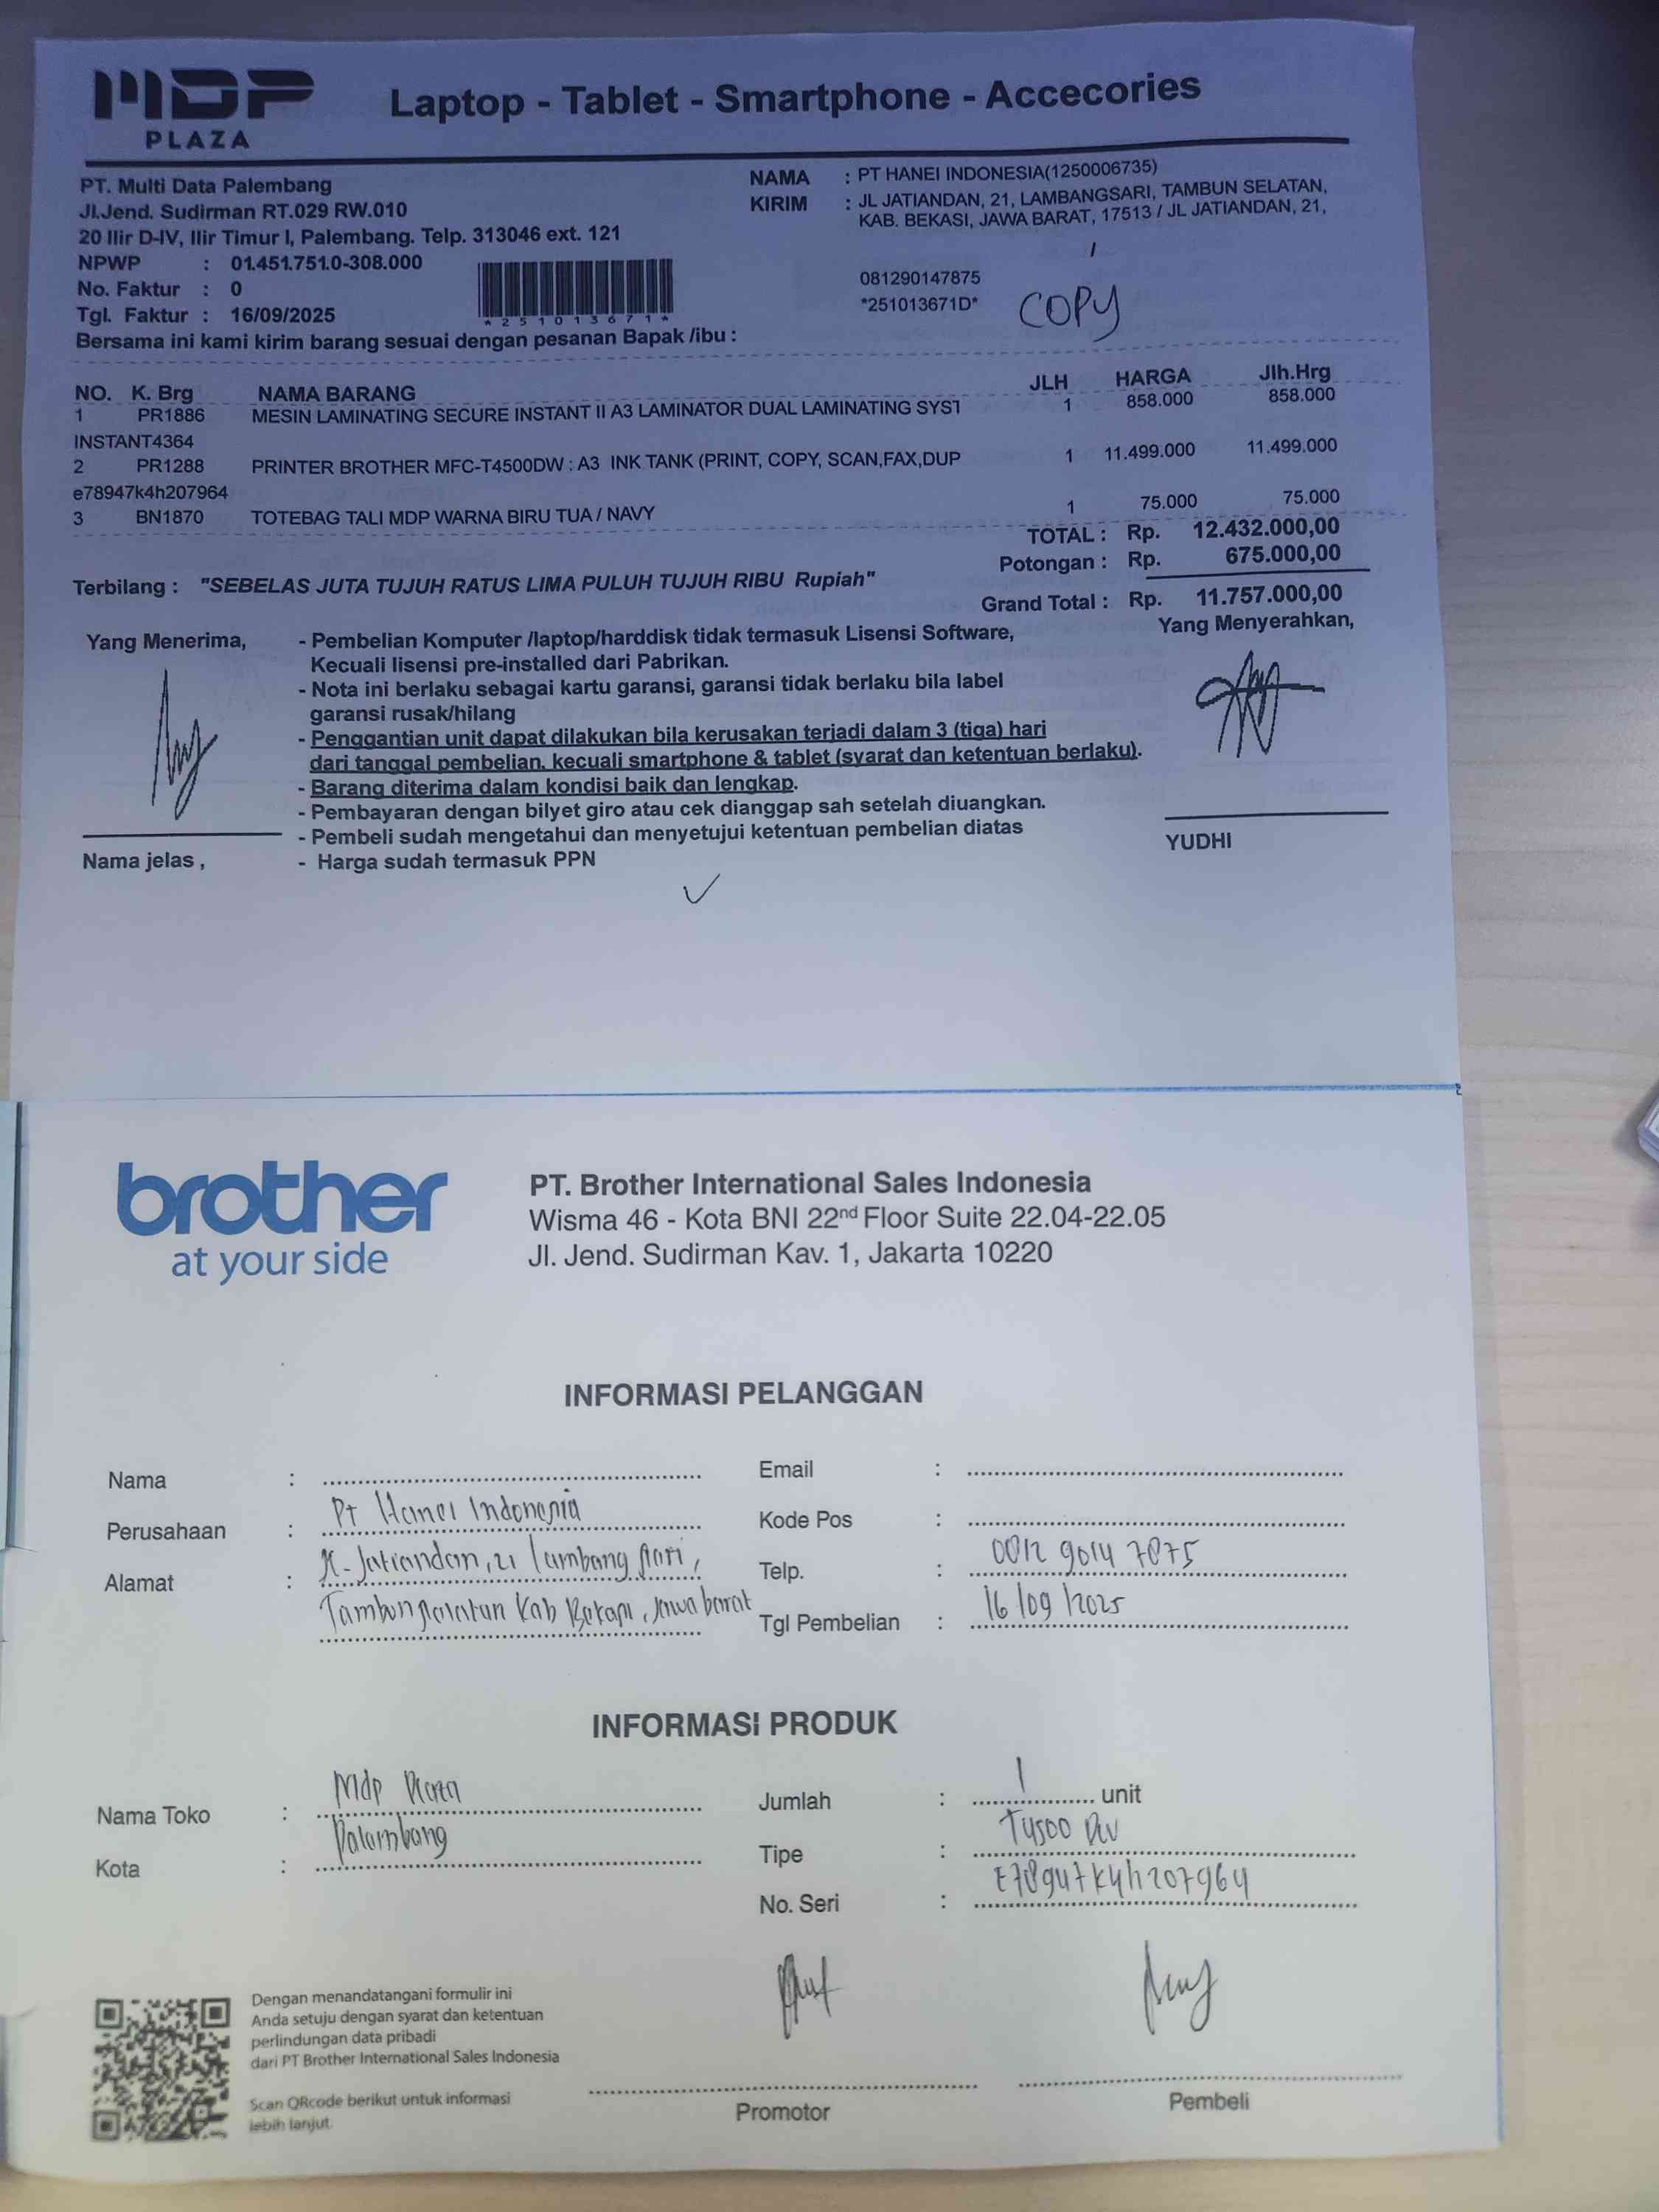 MDP
PLAZA
Laptop - Tablet - Smartphone - Accecories
PT. Multi Data Palembang
Jl.Jend. Sudirman RT.029 RW.010
20 Ilir D-IV, Ilir Timur I, Palembang. Telp. 313046 ext. 121
NPWP : 01.451.751.0-308.000
No. Faktur : 0
Tgl. Faktur : 16/09/2025
*251013671*
NAMA : PT HANEI INDONESIA(1250006735)
KIRIM : JL JATIANDAN, 21, LAMBANGSARI, TAMBUN SELATAN,
KAB. BEKASI, JAWA BARAT, 17513 / JL JATIANDAN, 21,
081290147875
*251013671D*
COPY
Bersama ini kami kirim barang sesuai dengan pesanan Bapak /ibu :
NO. K. Brg NAMA BARANG JLH HARGA Jlh.Hrg
1 PR1886 MESIN LAMINATING SECURE INSTANT II A3 LAMINATOR DUAL LAMINATING SYST 1 858.000 858.000
INSTANT4364
2 PR1288 PRINTER BROTHER MFC-T4500DW : A3 INK TANK (PRINT, COPY, SCAN,FAX,DUP 1 11.499.000 11.499.000
e78947k4h207964
3 BN1870 TOTEBAG TALI MDP WARNA BIRU TUA / NAVY 1 75.000 75.000
TOTAL : Rp. 12.432.000,00
Potongan : Rp. 675.000,00
Terbilang : "SEBELAS JUTA TUJUH RATUS LIMA PULUH TUJUH RIBU Rupiah"
Grand Total : Rp. 11.757.000,00
Yang Menerima,
- Pembelian Komputer /laptop/harddisk tidak termasuk Lisensi Software,
Kecuali lisensi pre-installed dari Pabrikan.
- Nota ini berlaku sebagai kartu garansi, garansi tidak berlaku bila label
garansi rusak/hilang
- Penggantian unit dapat dilakukan bila kerusakan terjadi dalam 3 (tiga) hari
dari tanggal pembelian, kecuali smartphone & tablet (syarat dan ketentuan berlaku).
- Barang diterima dalam kondisi baik dan lengkap.
- Pembayaran dengan bilyet giro atau cek dianggap sah setelah diuangkan.
- Pembeli sudah mengetahui dan menyetujui ketentuan pembelian diatas
- Harga sudah termasuk PPN
Nama jelas ,
Yang Menyerahkan,
YUDHI
brother
at your side
PT. Brother International Sales Indonesia
Wisma 46 - Kota BNI 22nd Floor Suite 22.04-22.05
Jl. Jend. Sudirman Kav. 1, Jakarta 10220
INFORMASI PELANGGAN
Nama :
Perusahaan : PT Hanei Indonesia
Alamat : Jl-Jatiandan, 21 lambang sari,
Tambun selatan Kab Bekasi, Jawa barat
Email :
Kode Pos :
Telp. : 0812 9014 7875
Tgl Pembelian : 16/09/2025
INFORMASI PRODUK
Nama Toko : Mdp Plaza
Kota : Palembang
Jumlah : 1 unit
Tipe : T4500 DW
No. Seri : E78947k4h207964
Dengan menandatangani formulir ini
Anda setuju dengan syarat dan ketentuan
perlindungan data pribadi
dari PT Brother International Sales Indonesia
Scan QRcode berikut untuk informasi
lebih lanjut.
Promotor
Pembeli